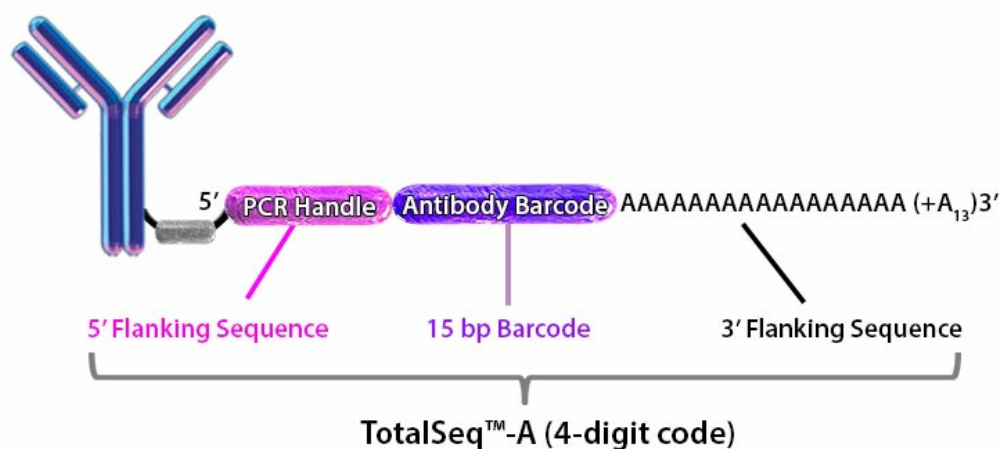 5′ PCR Handle Antibody Barcode AAAAAAAAAAAAAAAAA (+A₁₃)3′
5′ Flanking Sequence 15 bp Barcode 3′ Flanking Sequence
TotalSeq™-A (4-digit code)